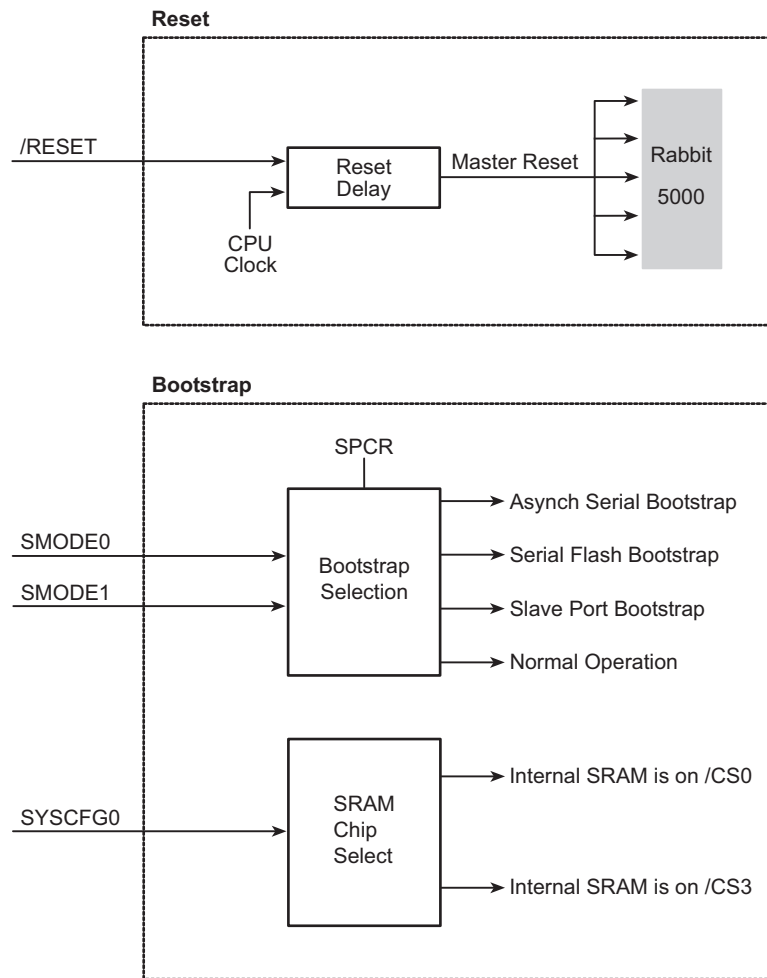 Reset
/RESET
Reset
Delay
Master Reset
Rabbit
5000
CPU
Clock
Bootstrap
SPCR
Asynch Serial Bootstrap
SMODE0
Serial Flash Bootstrap
Bootstrap
Selection
SMODE1
Slave Port Bootstrap
Normal Operation
Internal SRAM is on /CS0
SYSCFG0
SRAM
Chip
Select
Internal SRAM is on /CS3